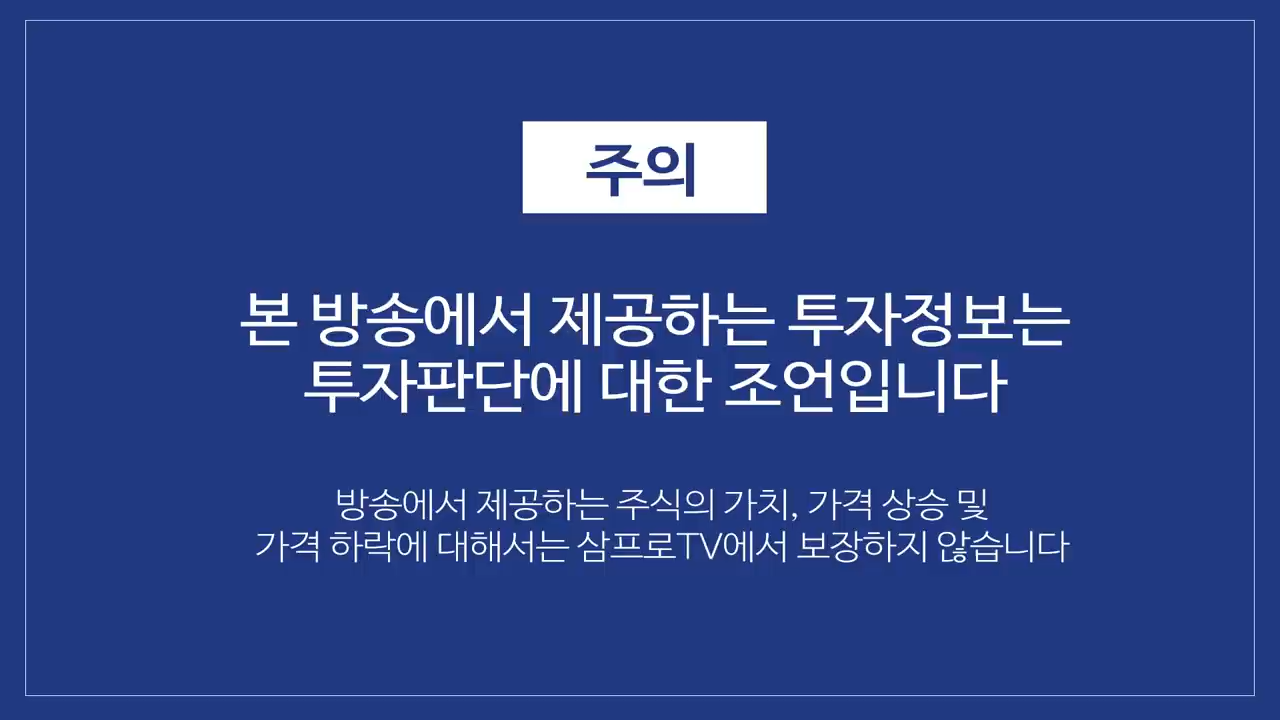 주의
본 방송에서 제공하는 투자정보는
투자판단에 대한 조언입니다
방송에서 제공하는 주식의 가치, 가격 상승 및
가격 하락에 대해서는 삼프로TV에서 보장하지 않습니다